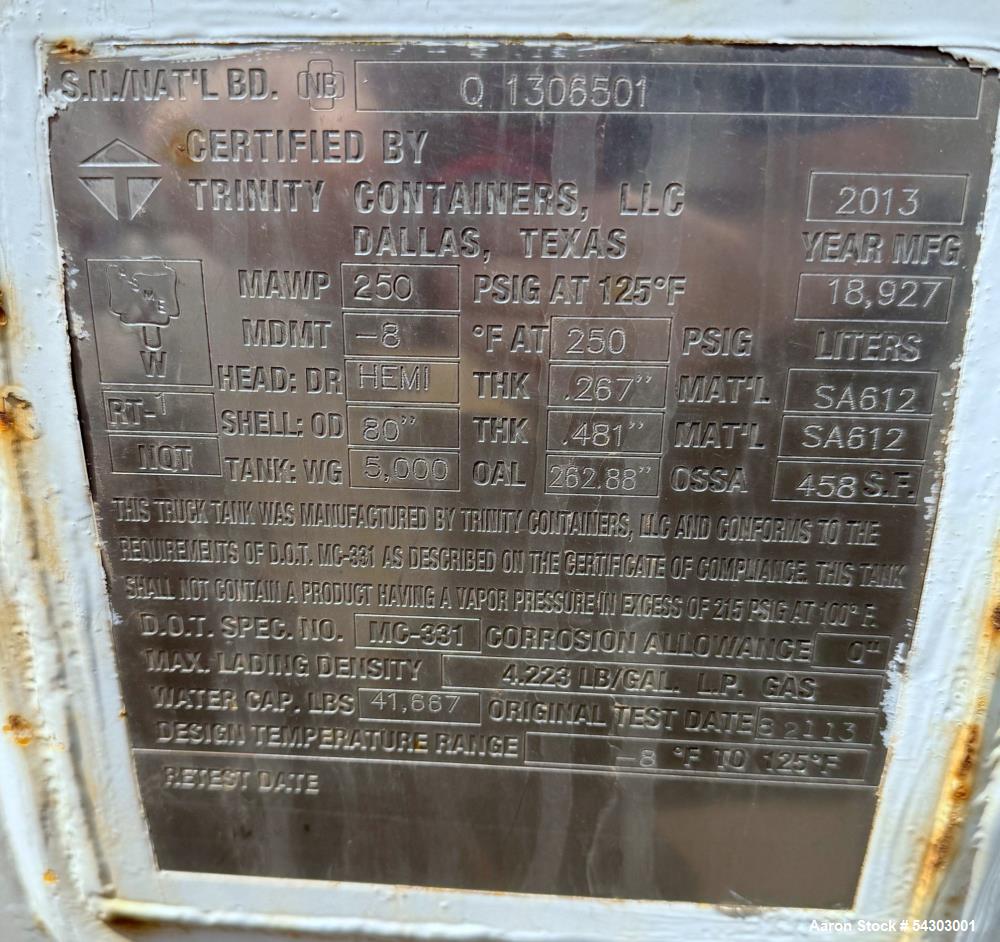 S.N./NAT'L BD. NB Q 1306501
CERTIFIED BY
TRINITY CONTAINERS, LLC 2013
DALLAS, TEXAS YEAR MFG
MAWP 250 PSIG AT 125°F 18,927
MDMT -8 °F AT 250 PSIG LITERS
W HEAD: DR HEMI THK .267" MAT'L SA612
RT-1 SHELL: OD 80" THK .481" MAT'L SA612
NQT TANK: WG 5,000 OAL 262.88" OSSA 458 S.F.
THIS TRUCK TANK WAS MANUFACTURED BY TRINITY CONTAINERS, LLC AND CONFORMS TO THE
REQUIREMENTS OF D.O.T. MC-331 AS DESCRIBED ON THE CERTIFICATE OF COMPLIANCE. THIS TANK
SHALL NOT CONTAIN A PRODUCT HAVING A VAPOR PRESSURE IN EXCESS OF 215 PSIG AT 100° F.
D.O.T. SPEC. NO. MC-331 CORROSION ALLOWANCE 0"
MAX. LADING DENSITY 4.223 LB/GAL. L.P. GAS
WATER CAP. LBS 41,667 ORIGINAL TEST DATE 82113
DESIGN TEMPERATURE RANGE -8 °F TO 125°F
RETEST DATE
Aaron Stock # 54303001